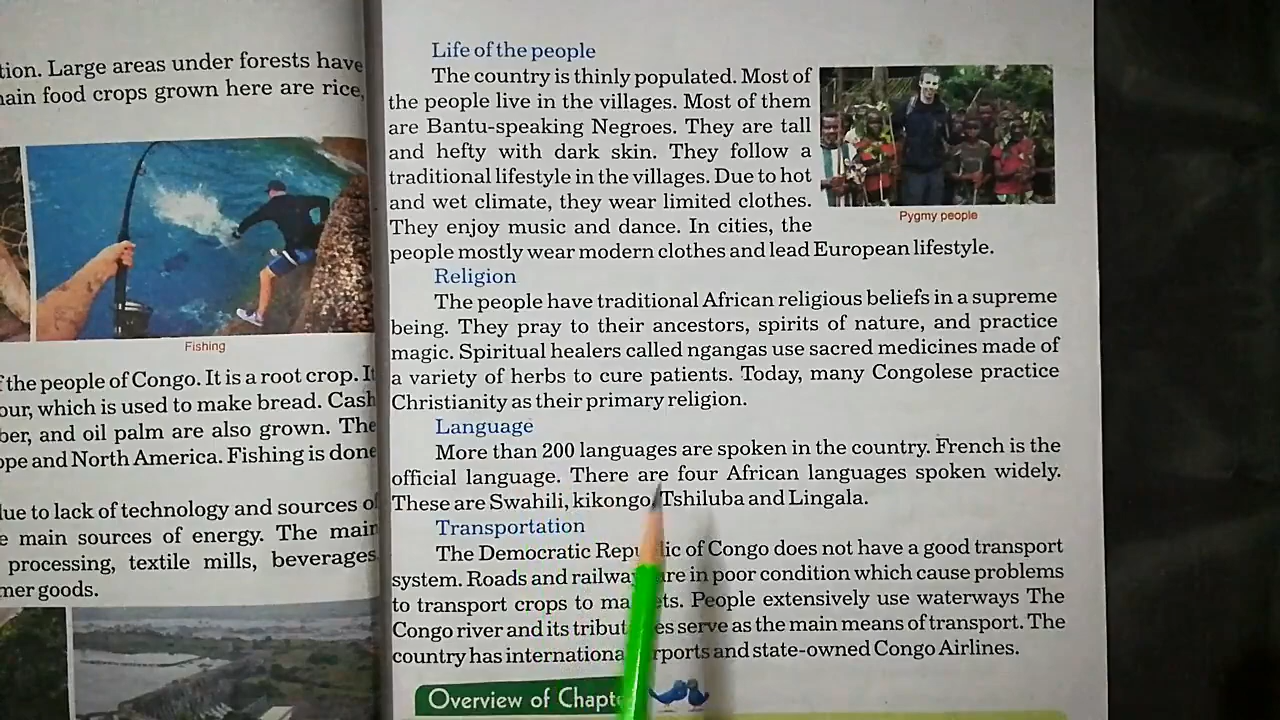 tion. Large areas under forests have
ain food crops grown here are rice,
Fishing
f the people of Congo. It is a root crop. It
our, which is used to make bread. Cash
ber, and oil palm are also grown. The
ope and North America. Fishing is done
due to lack of technology and sources of
e main sources of energy. The main
processing, textile mills, beverages
mer goods.
Life of the people
The country is thinly populated. Most of
the people live in the villages. Most of them
are Bantu-speaking Negroes. They are tall
and hefty with dark skin. They follow a
traditional lifestyle in the villages. Due to hot
and wet climate, they wear limited clothes.
They enjoy music and dance. In cities, the
people mostly wear modern clothes and lead European lifestyle.
Pygmy people
Religion
The people have traditional African religious beliefs in a supreme
being. They pray to their ancestors, spirits of nature, and practice
magic. Spiritual healers called ngangas use sacred medicines made of
a variety of herbs to cure patients. Today, many Congolese practice
Christianity as their primary religion.
Language
More than 200 languages are spoken in the country. French is the
official language. There are four African languages spoken widely.
These are Swahili, kikongo, Tshiluba and Lingala.
Transportation
The Democratic Republic of Congo does not have a good transport
system. Roads and railways are in poor condition which cause problems
to transport crops to markets. People extensively use waterways The
Congo river and its tributaries serve as the main means of transport. The
country has international airports and state-owned Congo Airlines.
Overview of Chapte